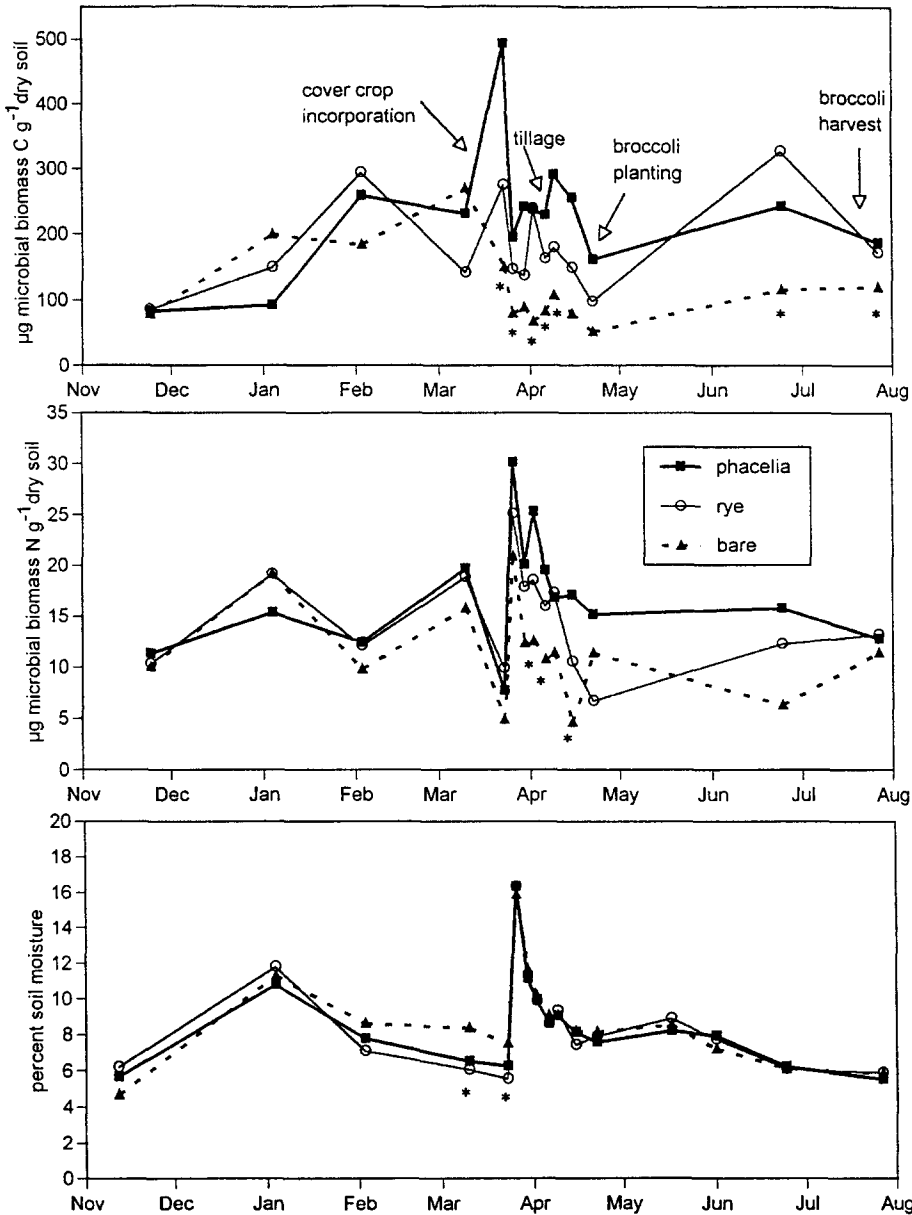 µg microbial biomass C g⁻¹dry soil
500
400
300
200
100
0
cover crop
incorporation
tillage
broccoli
planting
broccoli
harvest
*
*
*
*
*
*
*
Nov Dec Jan Feb Mar Apr May Jun Jul Aug
µg microbial biomass N g⁻¹dry soil
35
30
25
20
15
10
5
0
phacelia
rye
bare
*
*
*
Nov Dec Jan Feb Mar Apr May Jun Jul Aug
percent soil moisture
20
18
16
14
12
10
8
6
4
2
0
*
*
Nov Dec Jan Feb Mar Apr May Jun Jul Aug